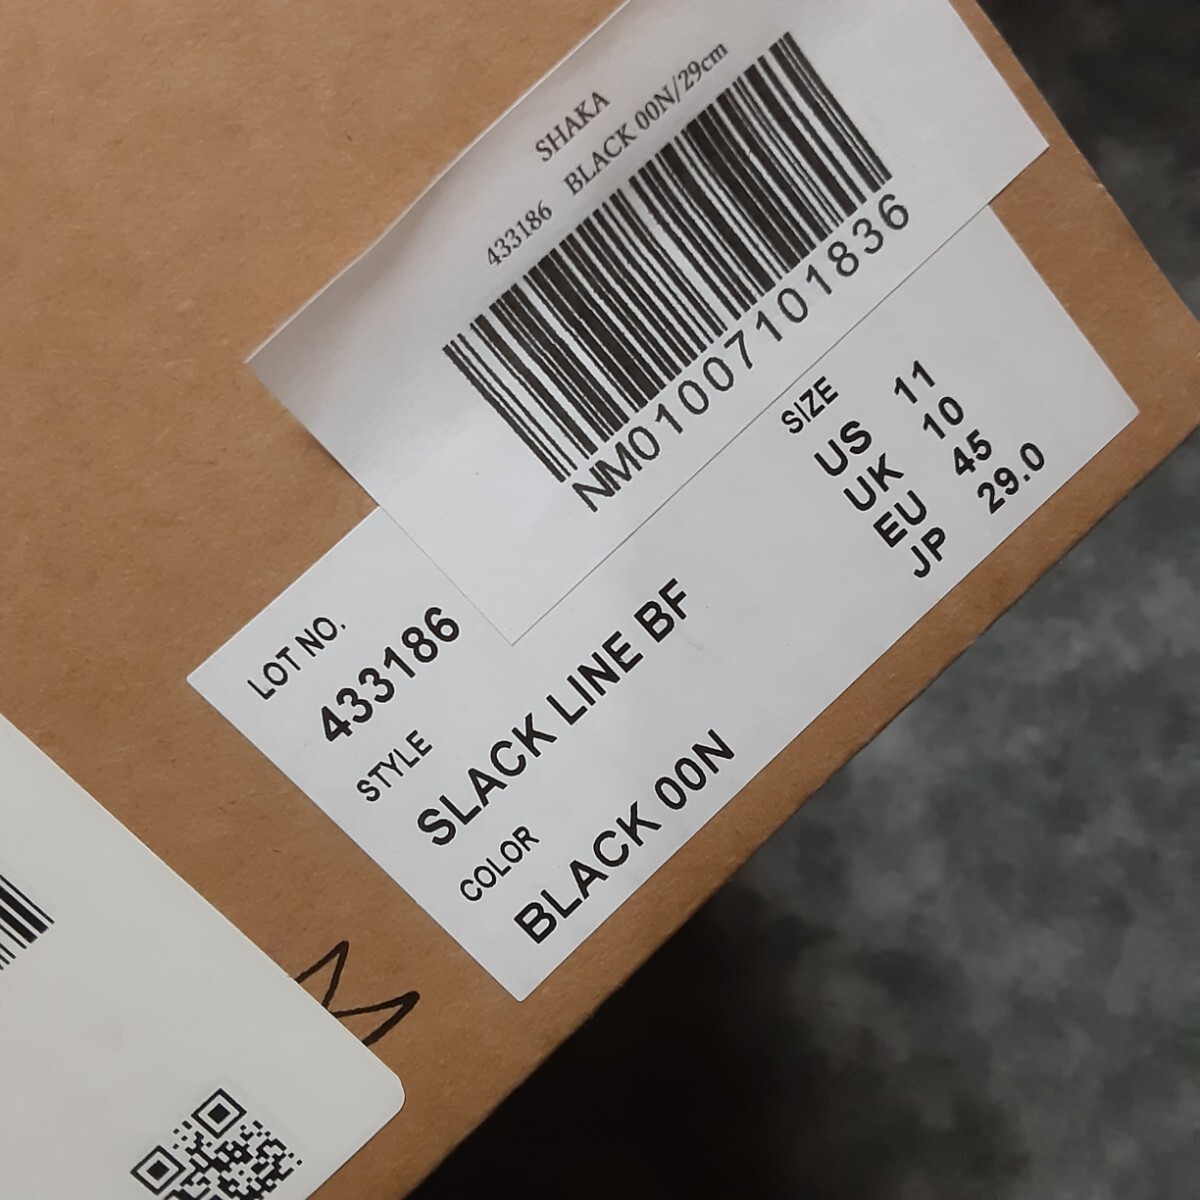 SHAKA
433186 BLACK 00N/29cm
NM01007101836
LOT NO.
433186
STYLE
SLACK LINE BF
COLOR
BLACK 00N
SIZE
US 11
UK 10
EU 45
JP 29.0